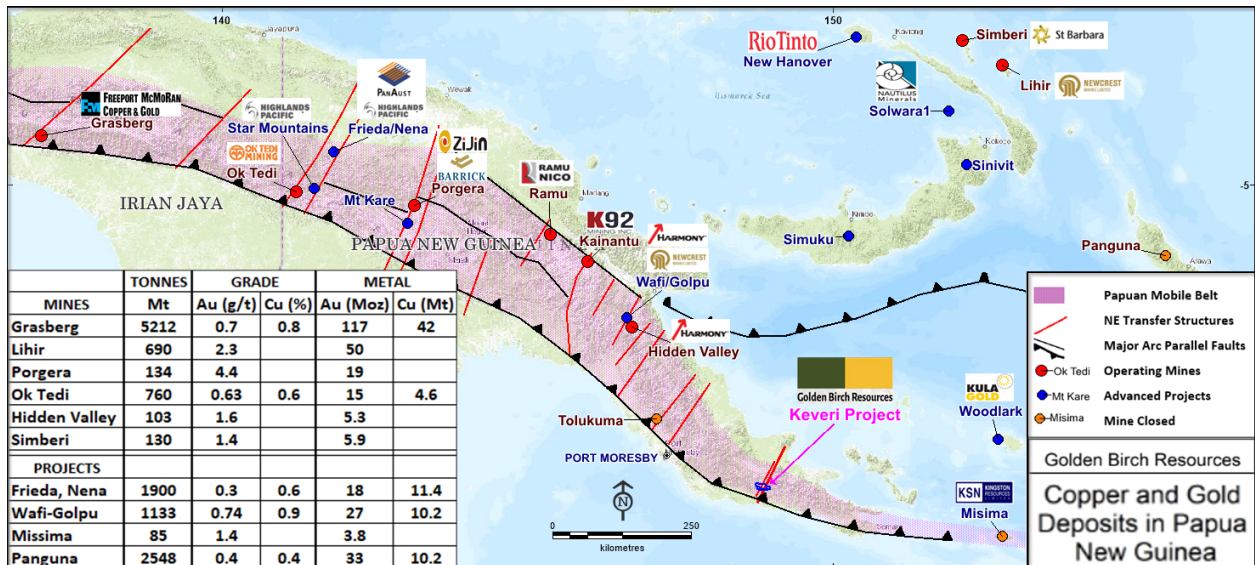 140
150
-5
Jayapura
Wewak
Madang
Bismarck Sea
Kavieng
Kokopo
Kimbe
Arawa
FREEPORT MCMORAN
COPPER & GOLD
Grasberg
HIGHLANDS
PACIFIC
Star Mountains
PANAUST
HIGHLANDS
PACIFIC
Frieda/Nena
OK TEDI
MINING
Ok Tedi
ZIJIN
BARRICK
Porgera
Mt Kare
RAMU
NICO
Ramu
K92
MINING INC
Kainantu
HARMONY
NEWCREST
Wafi/Golpu
HARMONY
Hidden Valley
RioTinto
New Hanover
Simberi
St Barbara
Lihir
NEWCREST
NAUTILUS
Minerals
Solwara1
Sinivit
Simuku
Panguna
IRIAN JAYA
PAPUA NEW GUINEA
Mendi
Tolukuma
PORT MORESBY
Golden Birch Resources
Keveri Project
KULA
GOLD
Woodlark
KSN KINGSTON
RESOURCES
Misima
N
0 250
kilometres
TONNES GRADE METAL
MINES Mt Au (g/t) Cu (%) Au (Moz) Cu (Mt)
Grasberg 5212 0.7 0.8 117 42
Lihir 690 2.3 50
Porgera 134 4.4 19
Ok Tedi 760 0.63 0.6 15 4.6
Hidden Valley 103 1.6 5.3
Simberi 130 1.4 5.9
PROJECTS
Frieda, Nena 1900 0.3 0.6 18 11.4
Wafi-Golpu 1133 0.74 0.9 27 10.2
Missima 85 1.4 3.8
Panguna 2548 0.4 0.4 33 10.2
Papuan Mobile Belt
NE Transfer Structures
Major Arc Parallel Faults
Ok Tedi Operating Mines
Mt Kare Advanced Projects
Misima Mine Closed
Golden Birch Resources
Copper and Gold
Deposits in Papua
New Guinea